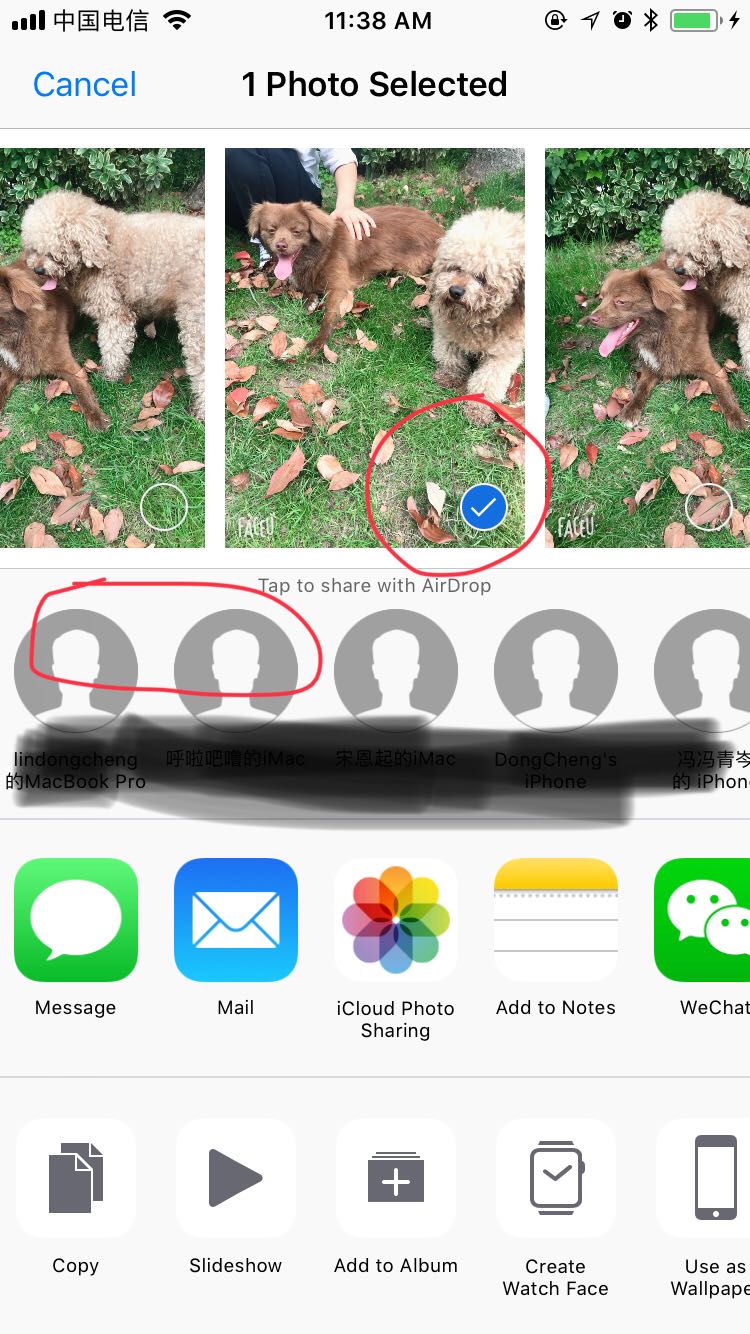 中国电信
11:38 AM
Cancel
1 Photo Selected
FACEU
FACEU
Tap to share with AirDrop
lindongcheng
的MacBook Pro
呼啦吧噜的iMac
宋恩起的iMac
DongCheng's
iPhone
冯冯青岑
的 iPhon
Message
Mail
iCloud Photo
Sharing
Add to Notes
WeChat
Copy
Slideshow
Add to Album
Create
Watch Face
Use as
Wallpape